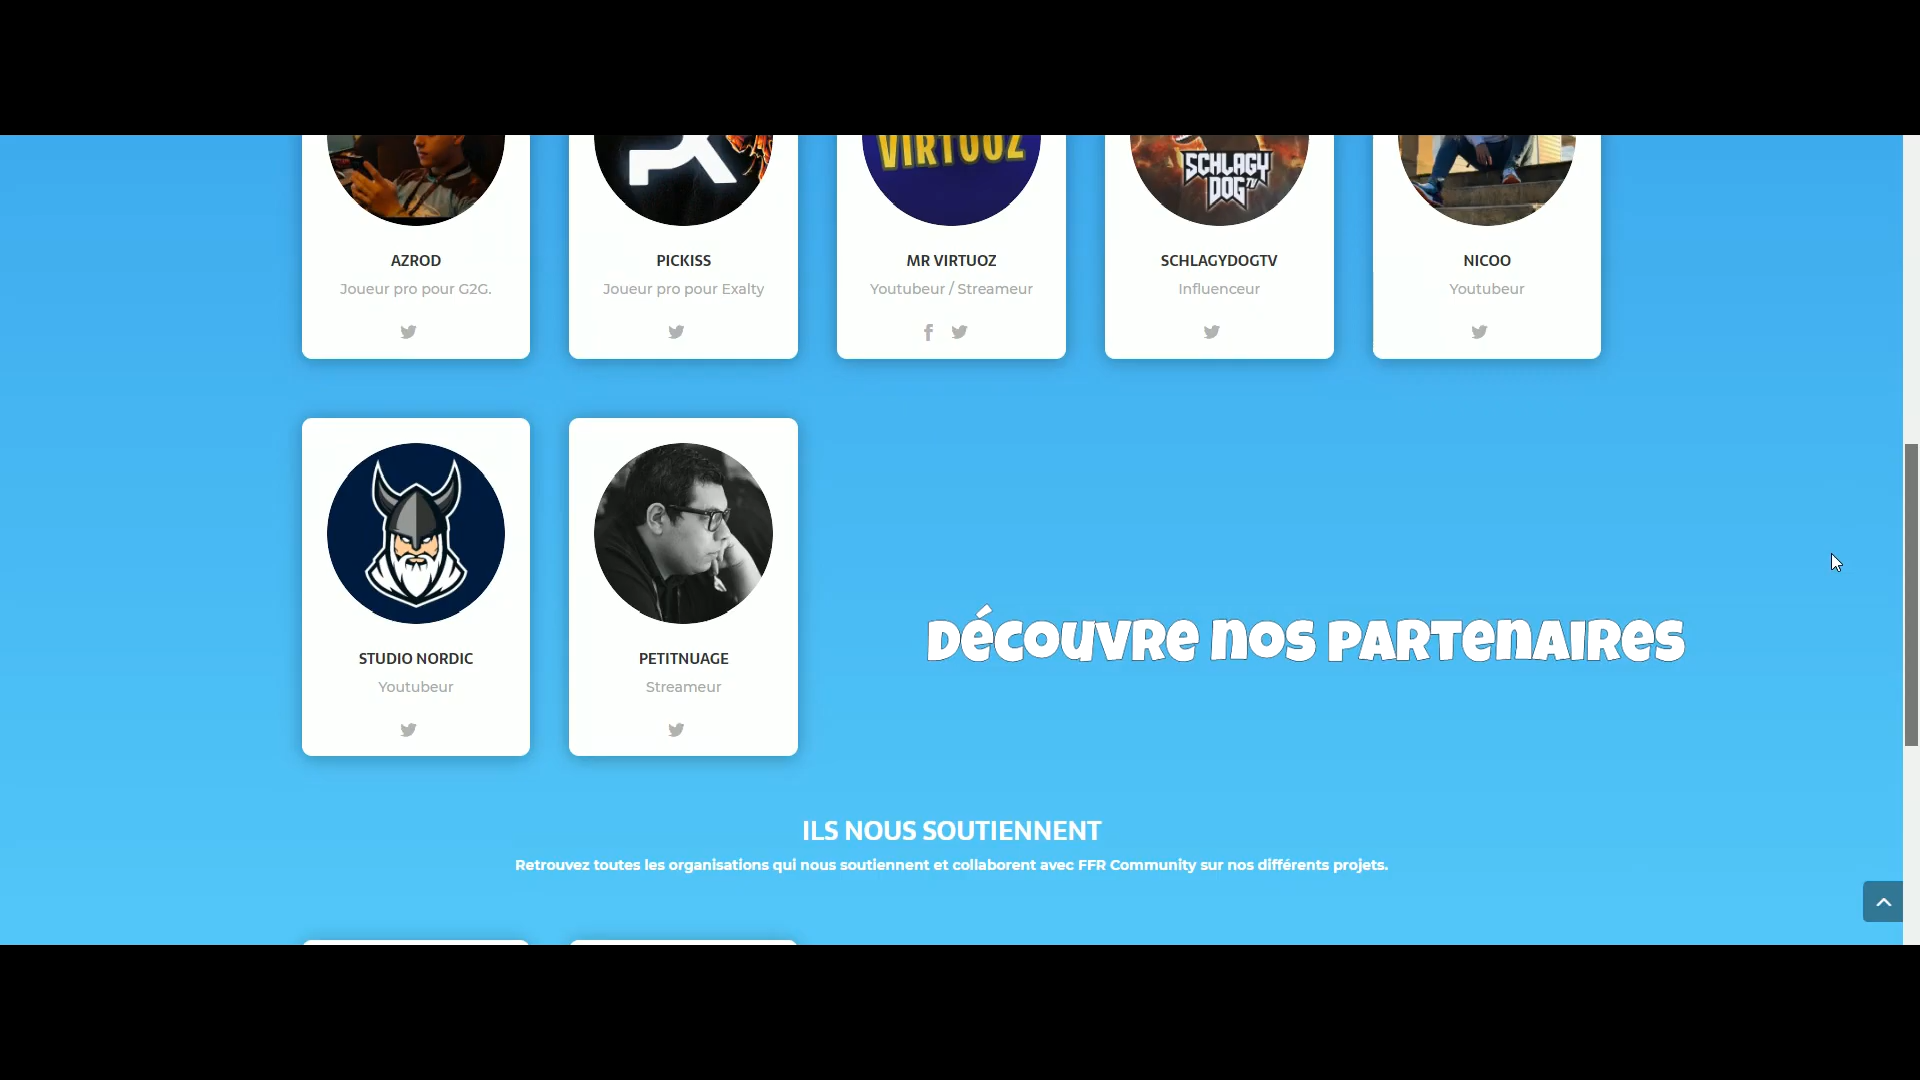 VIRTUOZ
SCHLAGY
DOG TV
AZROD
Joueur pro pour G2G.
PICKISS
Joueur pro pour Exalty
MR VIRTUOZ
Youtubeur / Streameur
SCHLAGYDOGTV
Influenceur
NICOO
Youtubeur
STUDIO NORDIC
Youtubeur
PETITNUAGE
Streameur
Découvre nos partenaires
ILS NOUS SOUTIENNENT
Retrouvez toutes les organisations qui nous soutiennent et collaborent avec FFR Community sur nos différents projets.